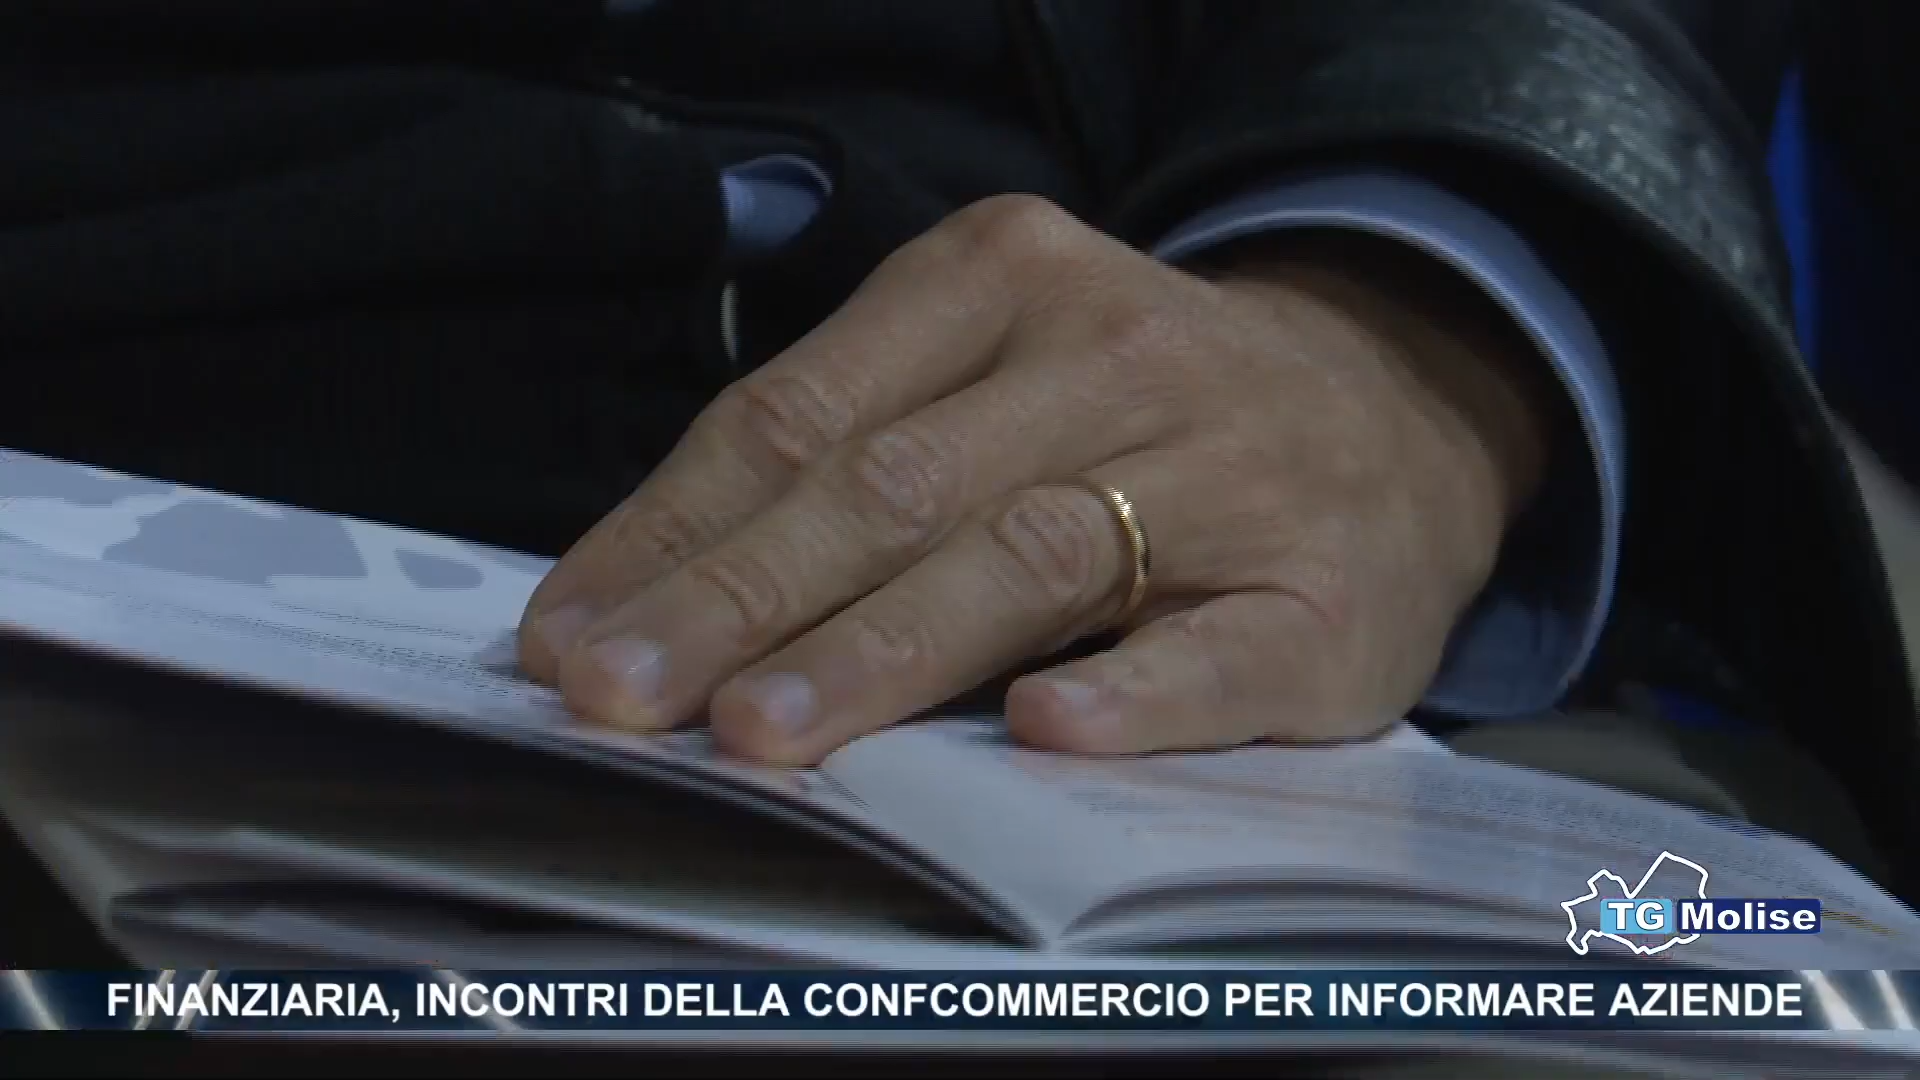 TG Molise
FINANZIARIA, INCONTRI DELLA CONFCOMMERCIO PER INFORMARE AZIENDE